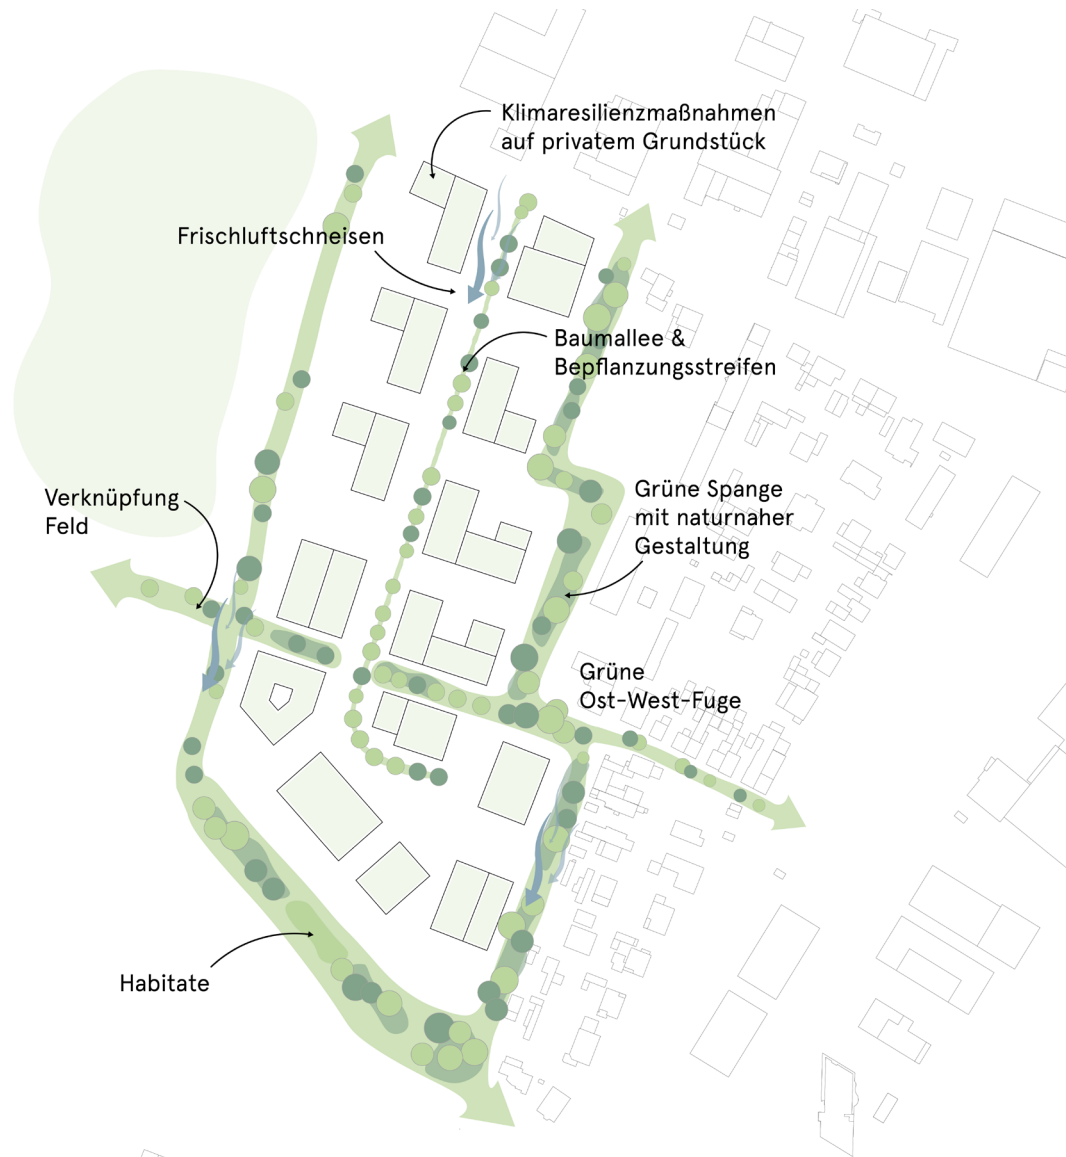 Klimaresilienzmaßnahmen
auf privatem Grundstück
Frischluftschneisen
Baumallee &
Bepflanzungsstreifen
Verknüpfung
Feld
Grüne Spange
mit naturnaher
Gestaltung
Grüne
Ost-West-Fuge
Habitate